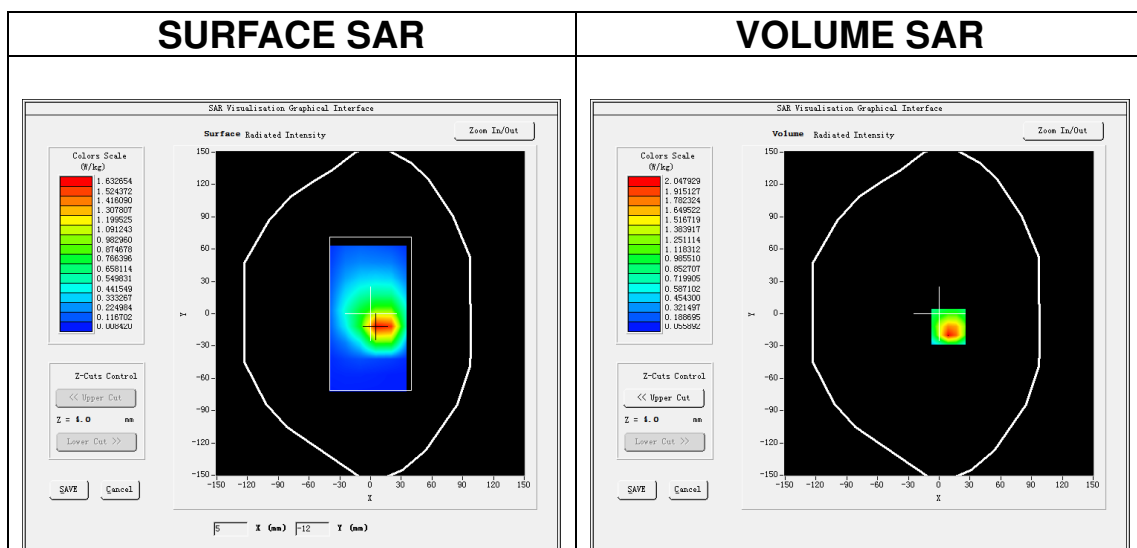 SURFACE SAR
VOLUME SAR
SAR Visualisation Graphical Interface
Surface Radiated Intensity
Zoom In/Out
Colors Scale
(W/kg)
1.632654
1.524372
1.416090
1.307807
1.199525
1.091243
0.982960
0.874678
0.766396
0.658114
0.549831
0.441549
0.333267
0.224984
0.116702
0.008420
150
120
90
60
30
0
-30
-60
-90
-120
-150
Y
-150 -120 -90 -60 -30 0 30 60 90 120 150
X
Z-Cuts Control
<< Upper Cut
Z = 4.0 mm
Lower Cut >>
SAVE Cancel
5 X (mm) -12 Y (mm)
SAR Visualisation Graphical Interface
Volume Radiated Intensity
Zoom In/Out
Colors Scale
(W/kg)
2.047929
1.915127
1.782324
1.649522
1.516719
1.383917
1.251114
1.118312
0.985510
0.852707
0.719905
0.587102
0.454300
0.321497
0.188695
0.055892
150
120
90
60
30
0
-30
-60
-90
-120
-150
Y
-150 -120 -90 -60 -30 0 30 60 90 120 150
X
Z-Cuts Control
<< Upper Cut
Z = 4.0 mm
Lower Cut >>
SAVE Cancel